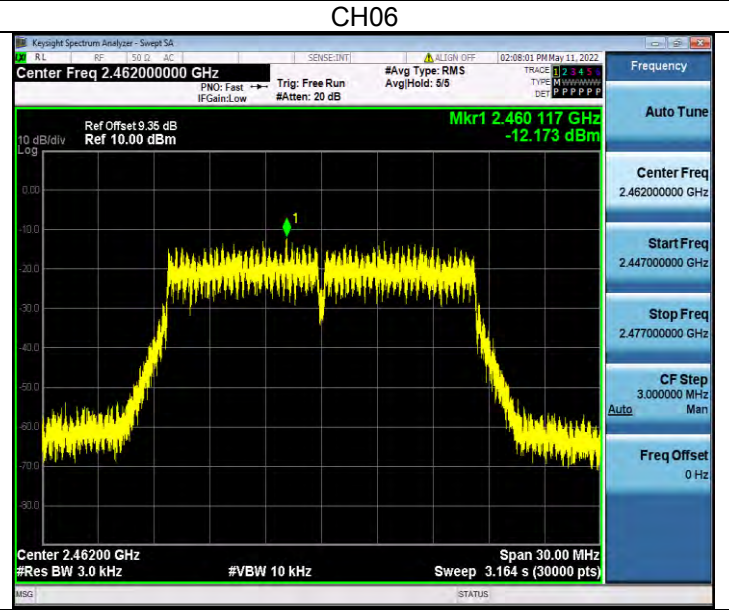 CH06
Keysight Spectrum Analyzer - Swept SA
RL RF 50 Ω AC SENSE:INT ALIGN OFF 02:08:01 PM May 11, 2022
Center Freq 2.462000000 GHz
PNO: Fast
IFGain:Low
Trig: Free Run
#Atten: 20 dB
#Avg Type: RMS
Avg|Hold: 5/5
TRACE 1 2 3 4 5 6
TYPE M WWWWW
DET P P P P P P
Frequency
Auto Tune
Center Freq
2.462000000 GHz
Start Freq
2.447000000 GHz
Stop Freq
2.477000000 GHz
CF Step
3.000000 MHz
Auto Man
Freq Offset
0 Hz
Mkr1 2.460 117 GHz
-12.173 dBm
Ref Offset 9.35 dB
10 dB/div Ref 10.00 dBm
Log
0.00
1
-10.0
-20.0
-30.0
-40.0
-50.0
-60.0
-70.0
-80.0
Center 2.46200 GHz Span 30.00 MHz
#Res BW 3.0 kHz #VBW 10 kHz Sweep 3.164 s (30000 pts)
MSG STATUS